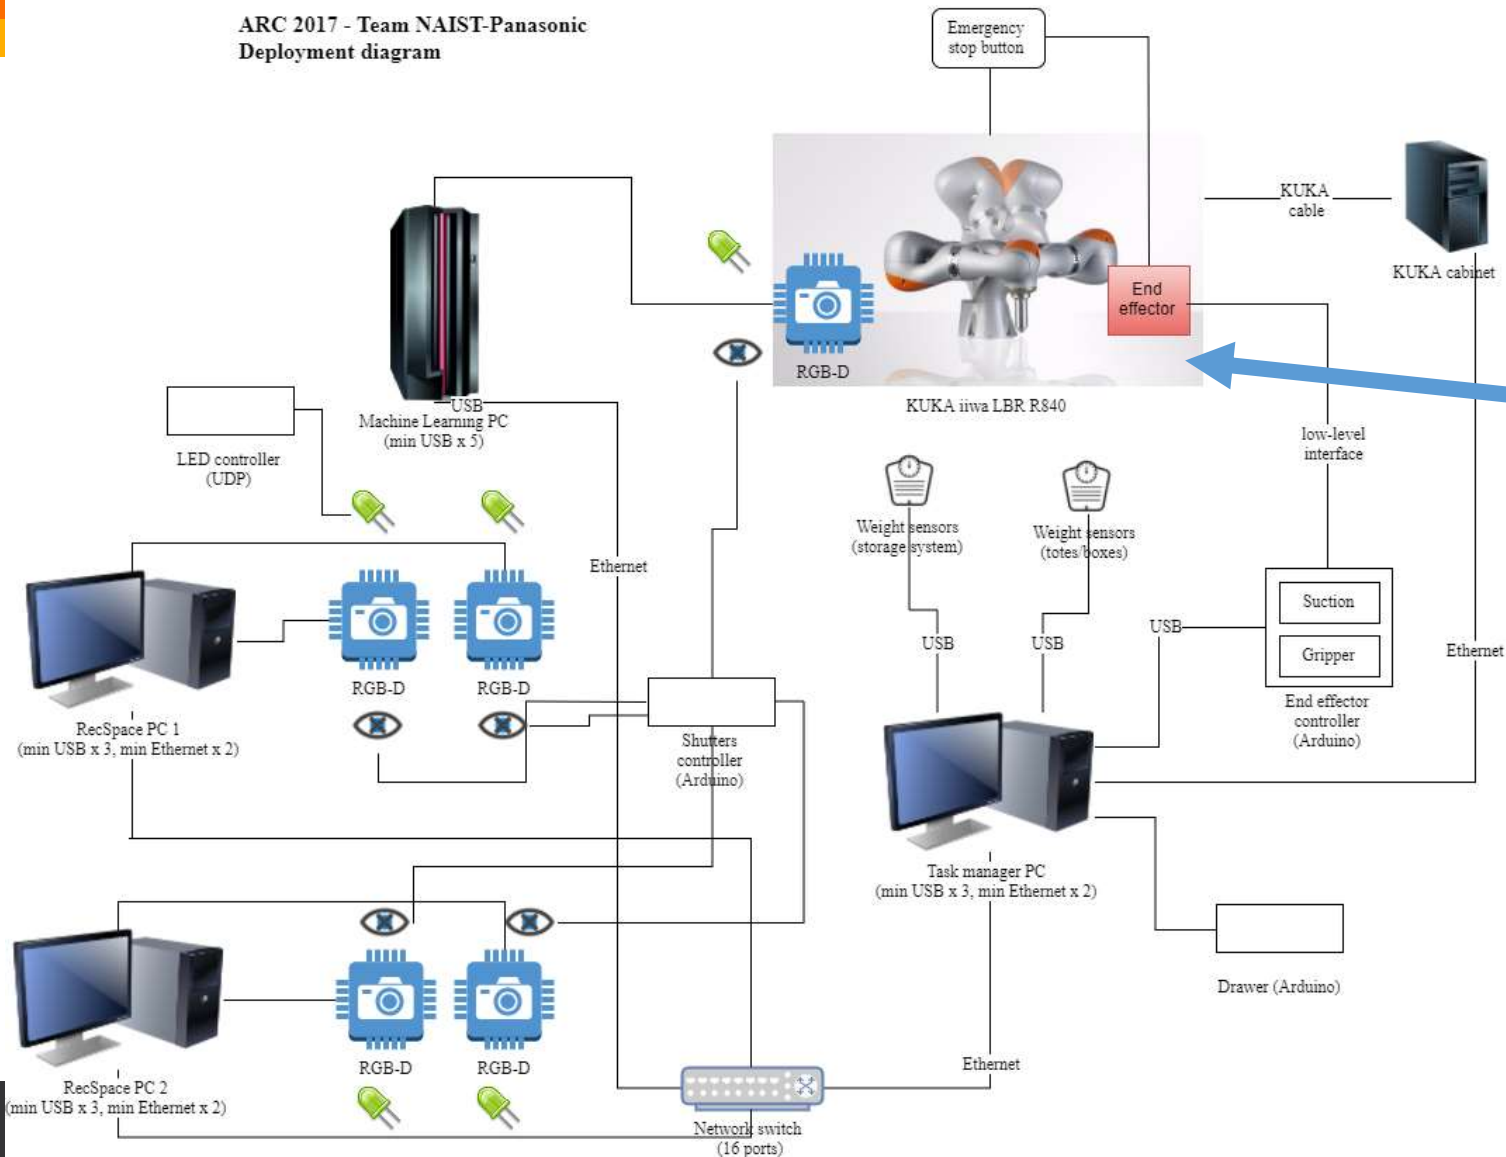 ARC 2017 - Team NAIST-Panasonic
Deployment diagram
Emergency
stop button
KUKA
cable
KUKA cabinet
End
effector
RGB-D
KUKA iiwa LBR R840
USB
Machine Learning PC
(min USB x 5)
LED controller
(UDP)
low-level
interface
Weight sensors
(storage system)
Weight sensors
(totes/boxes)
Ethernet
Suction
Gripper
USB
USB
USB
Ethernet
RGB-D
RGB-D
End effector
controller
(Arduino)
RecSpace PC 1
(min USB x 3, min Ethernet x 2)
Shutters
controller
(Arduino)
Task manager PC
(min USB x 3, min Ethernet x 2)
Drawer (Arduino)
RGB-D
RGB-D
Ethernet
RecSpace PC 2
(min USB x 3, min Ethernet x 2)
Network switch
(16 ports)